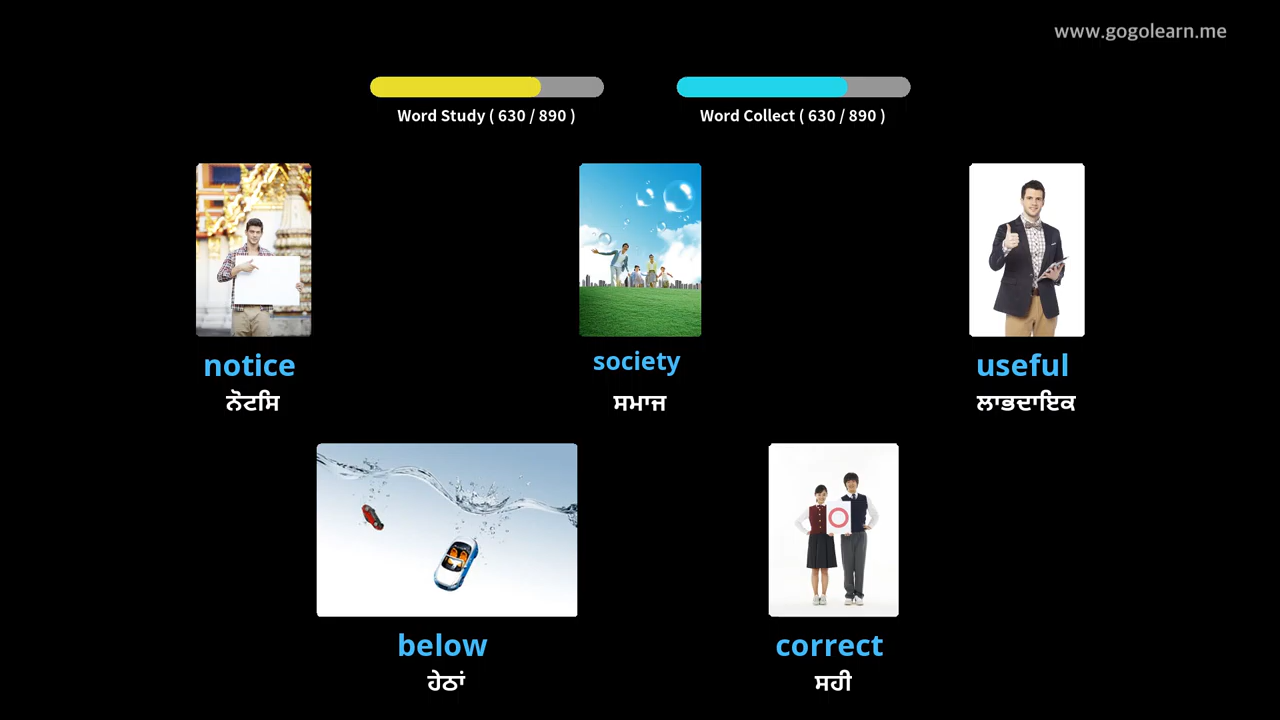 www.gogolearn.me
Word Study ( 630 / 890 )
Word Collect ( 630 / 890 )
notice
ਨੋਟਸਿ
society
ਸਮਾਜ
useful
ਲਾਭਦਾਇਕ
below
ਹੇਠਾਂ
correct
ਸਹੀ